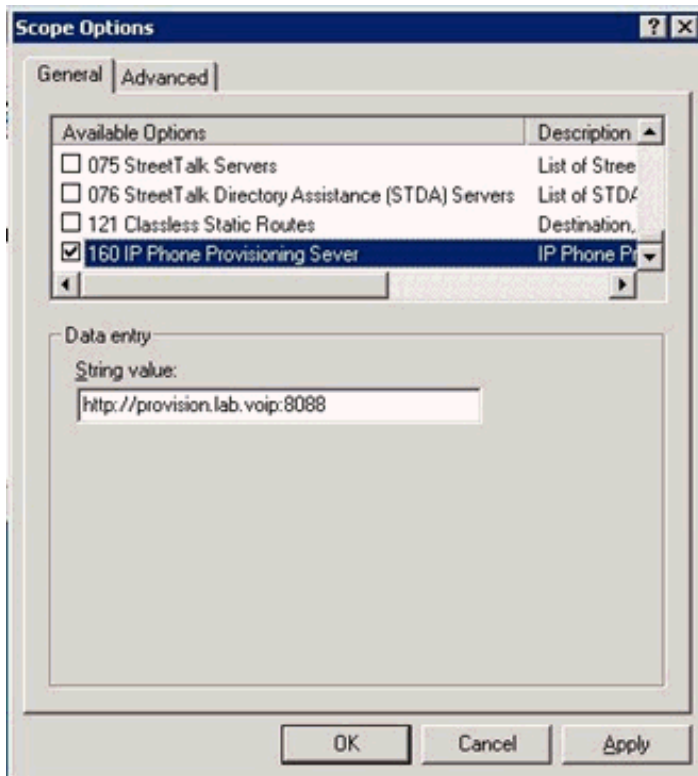 Scope Options
General Advanced
Available Options Description
075 StreetTalk Servers List of Stree
076 StreetTalk Directory Assistance (STDA) Servers List of STDA
121 Classless Static Routes Destination,
160 IP Phone Provisioning Sever IP Phone Pr
Data entry
String value:
http://provision.lab.voip:8088
OK Cancel Apply